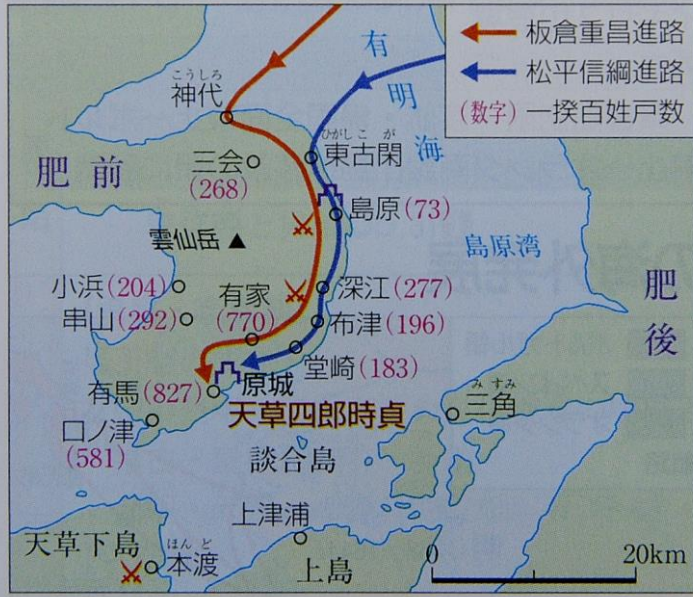 板倉重昌進路
松平信綱進路
(数字) 一揆百姓戸数
有明海
こうしろ
神代
ひがしこが
東古閑
三会
(268)
肥前
島原(73)
島原湾
雲仙岳
小浜(204)
有家
(770)
深江(277)
肥後
串山(292)
布津(196)
堂崎(183)
有馬(827)
原城
天草四郎時貞
みすみ
三角
口ノ津
(581)
談合島
上津浦
天草下島
ほんど
本渡
上島
0
20km